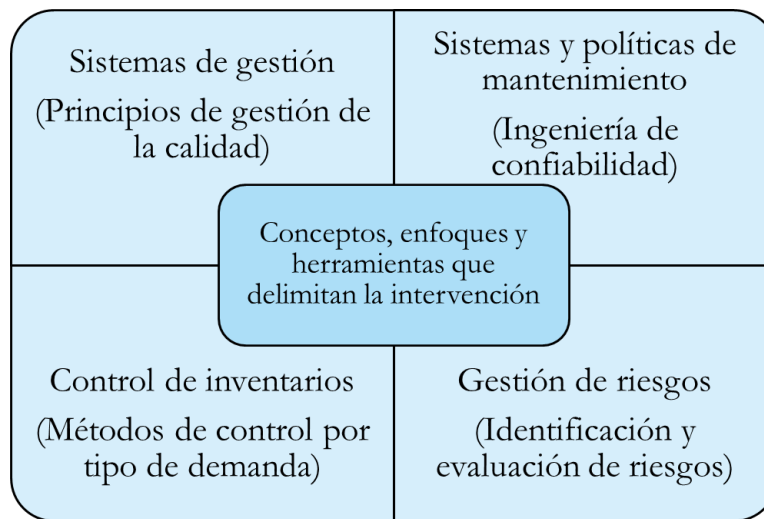 Sistemas de gestión
(Principios de gestión de
la calidad)
Sistemas y políticas de
mantenimiento
(Ingeniería de
confiabilidad)
Conceptos, enfoques y
herramientas que
delimitan la intervención
Control de inventarios
(Métodos de control por
tipo de demanda)
Gestión de riesgos
(Identificación y
evaluación de riesgos)